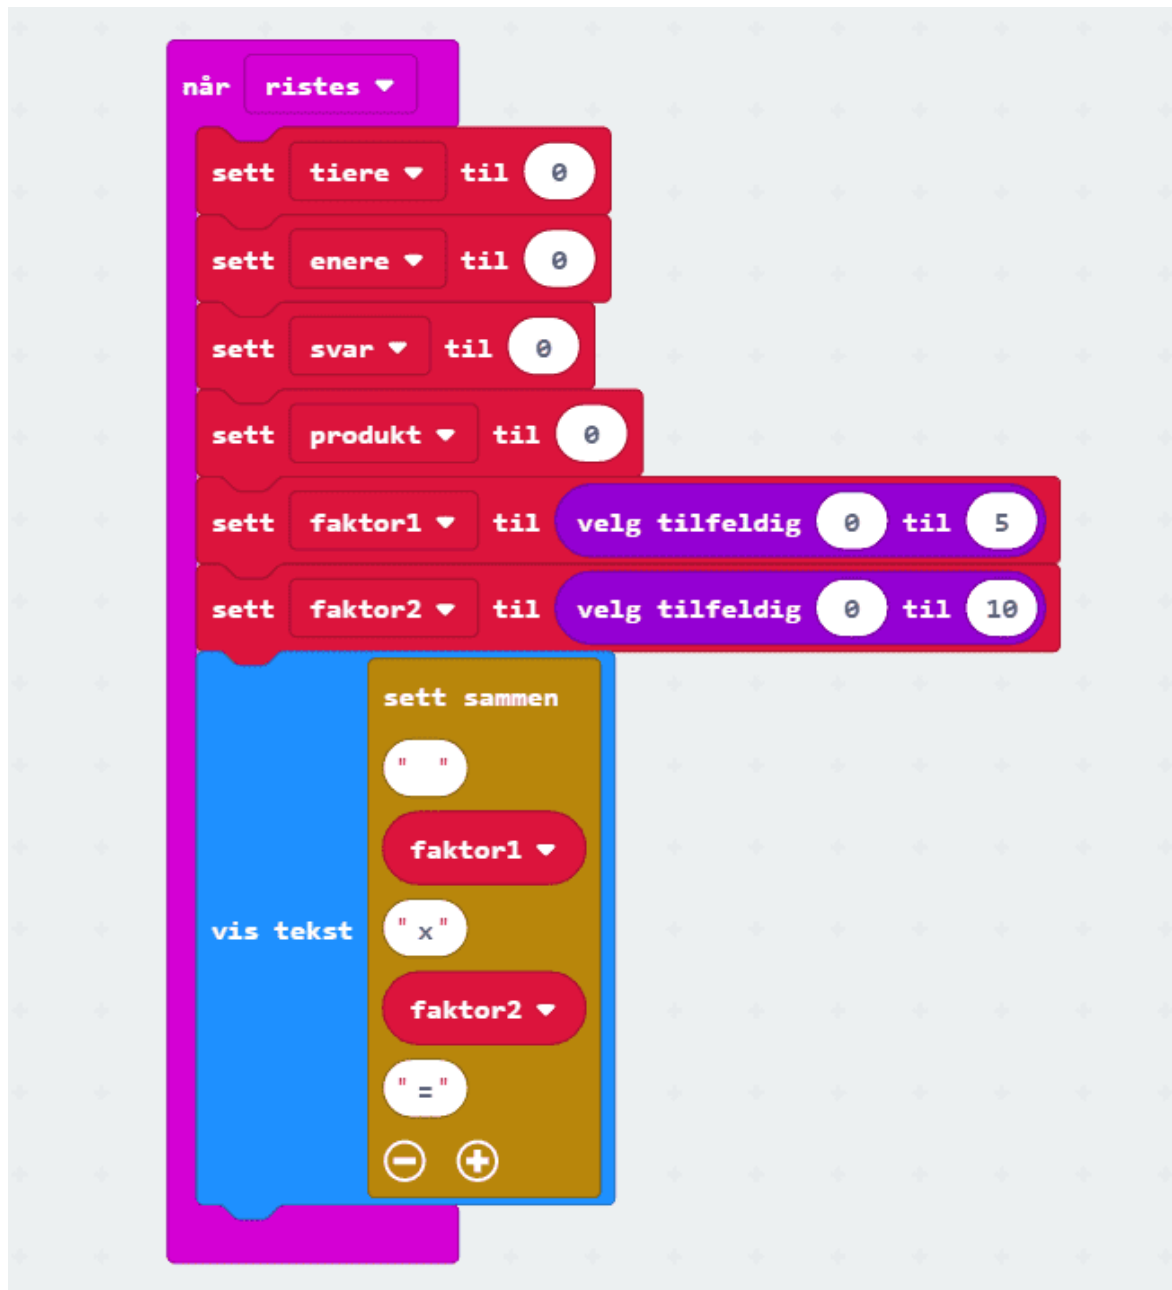 når ristes
sett tiere til 0
sett enere til 0
sett svar til 0
sett produkt til 0
sett faktor1 til velg tilfeldig 0 til 5
sett faktor2 til velg tilfeldig 0 til 10
sett sammen
" "
faktor1
vis tekst "x"
faktor2
"="